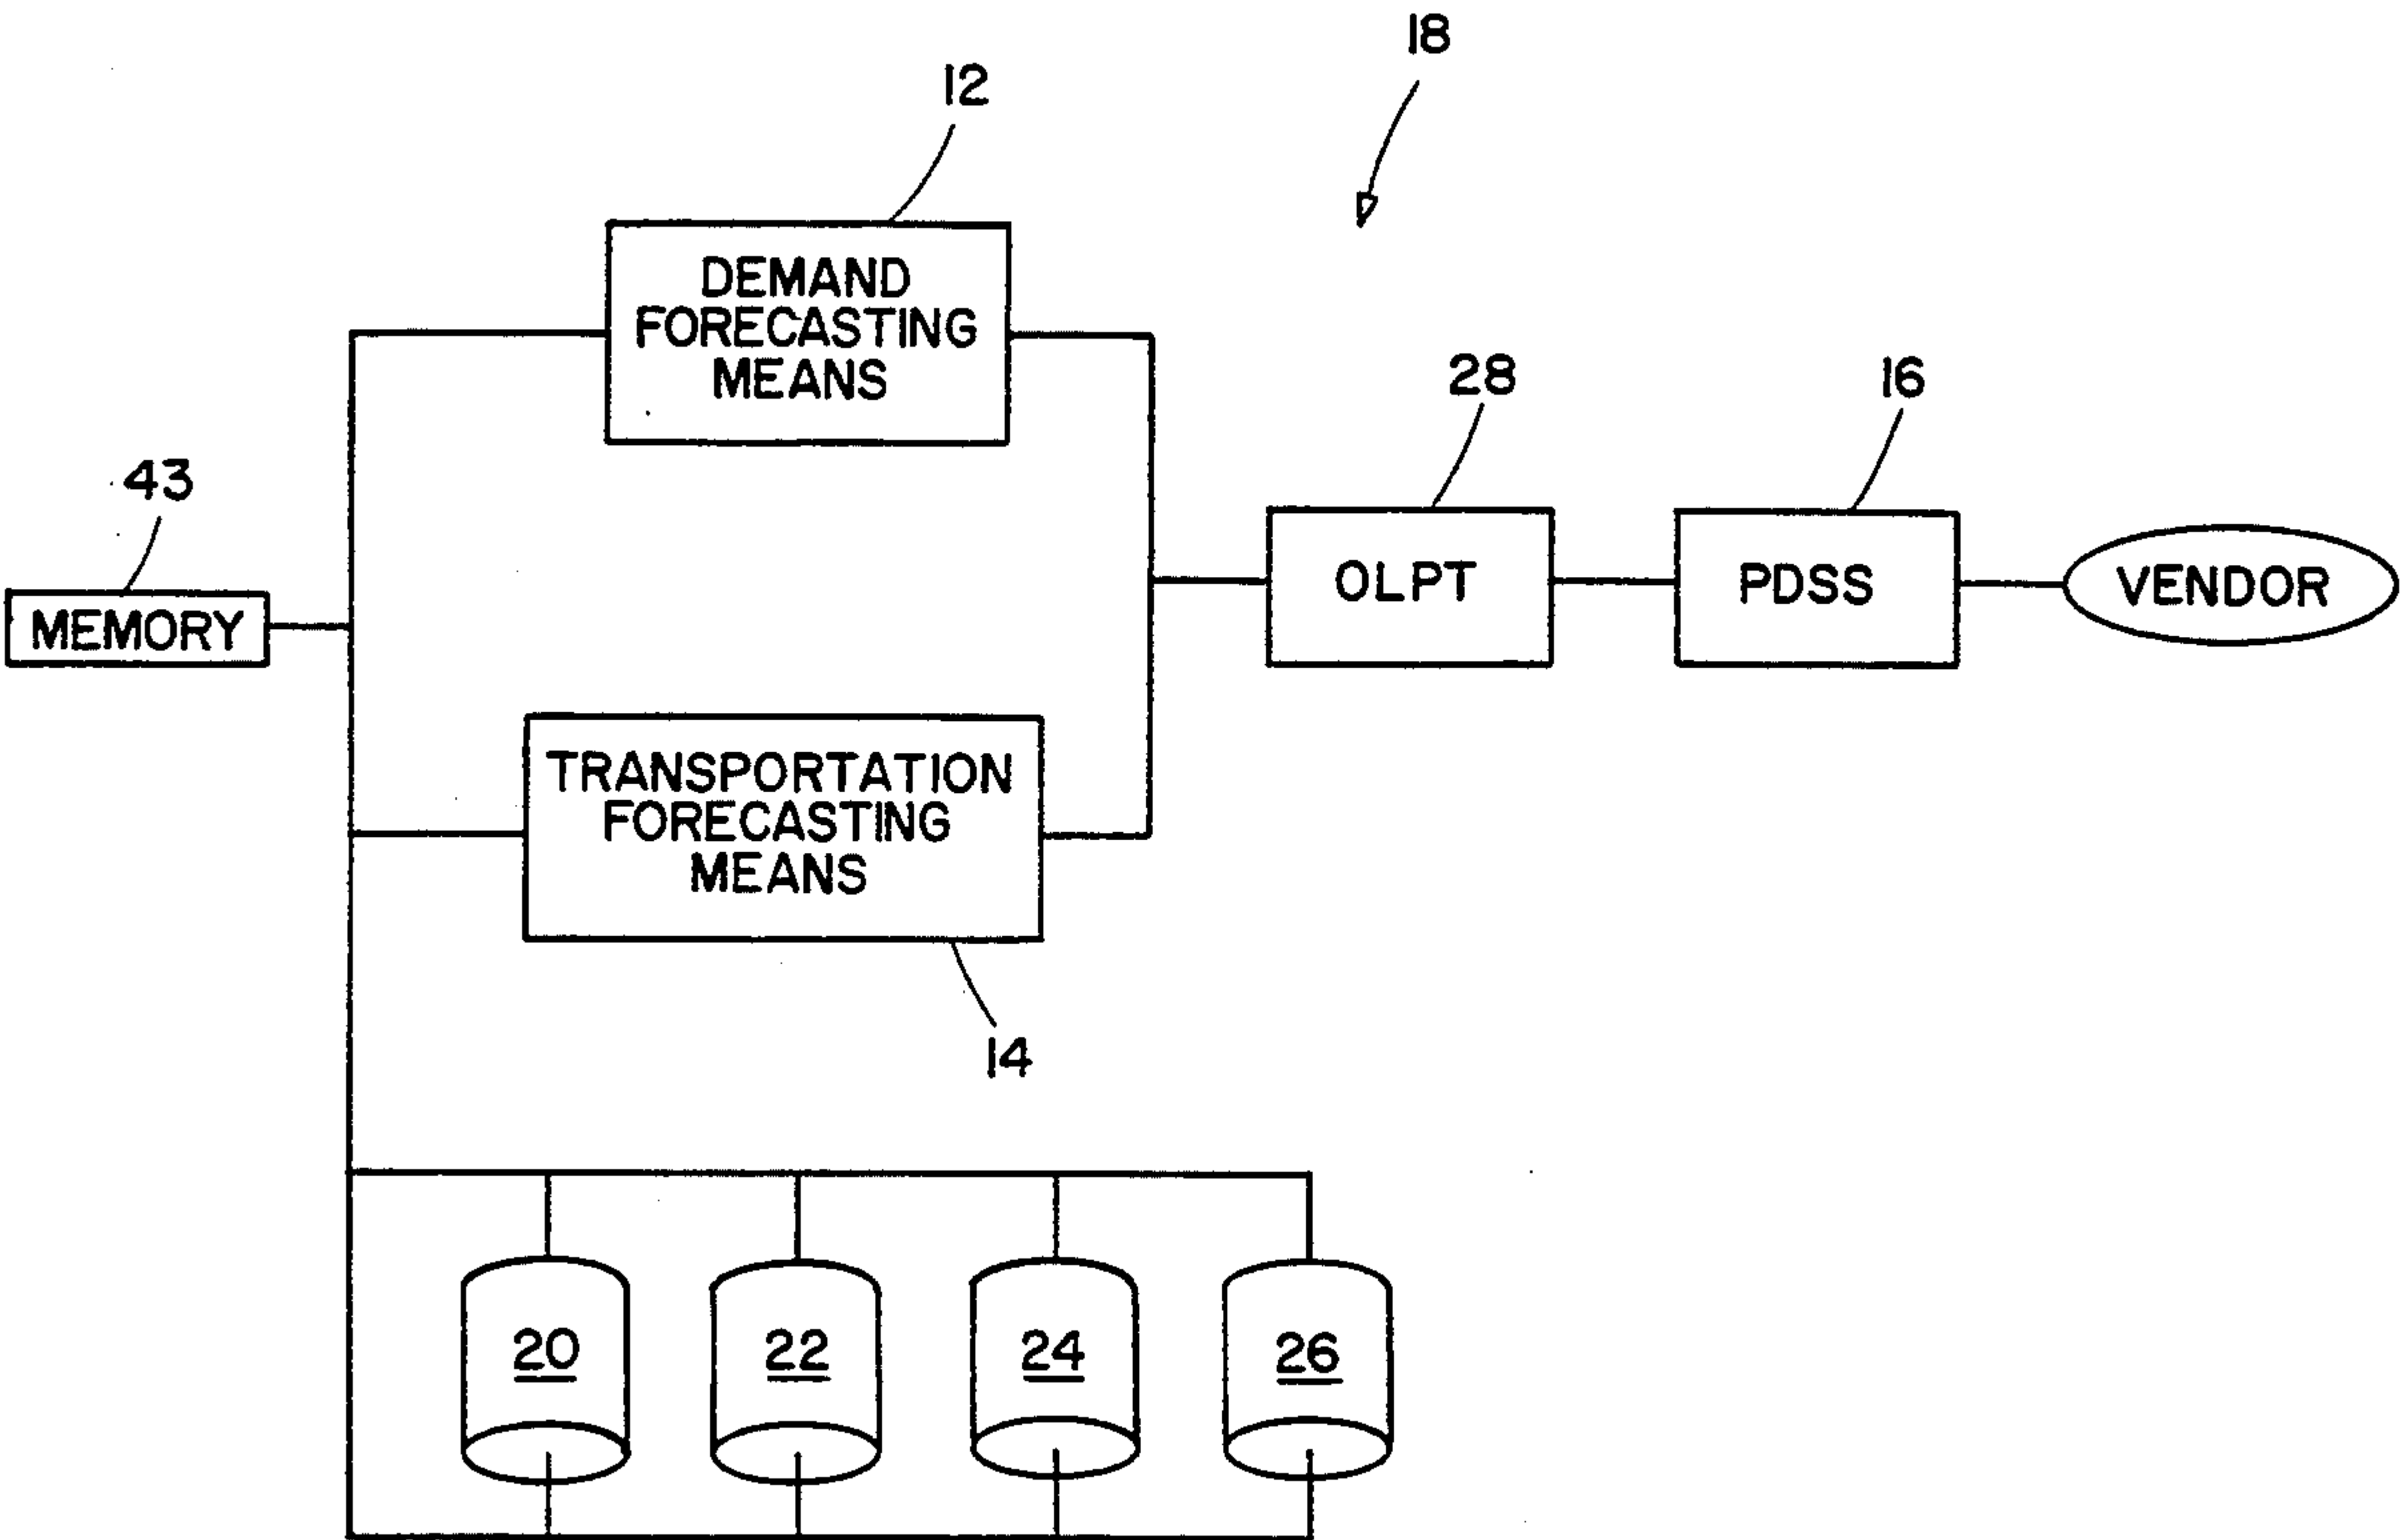 18
12
DEMAND
FORECASTING
MEANS
28
16
43
OLPT
PDSS
VENDOR
MEMORY
TRANSPORTATION
FORECASTING
MEANS
14
20
22
24
26